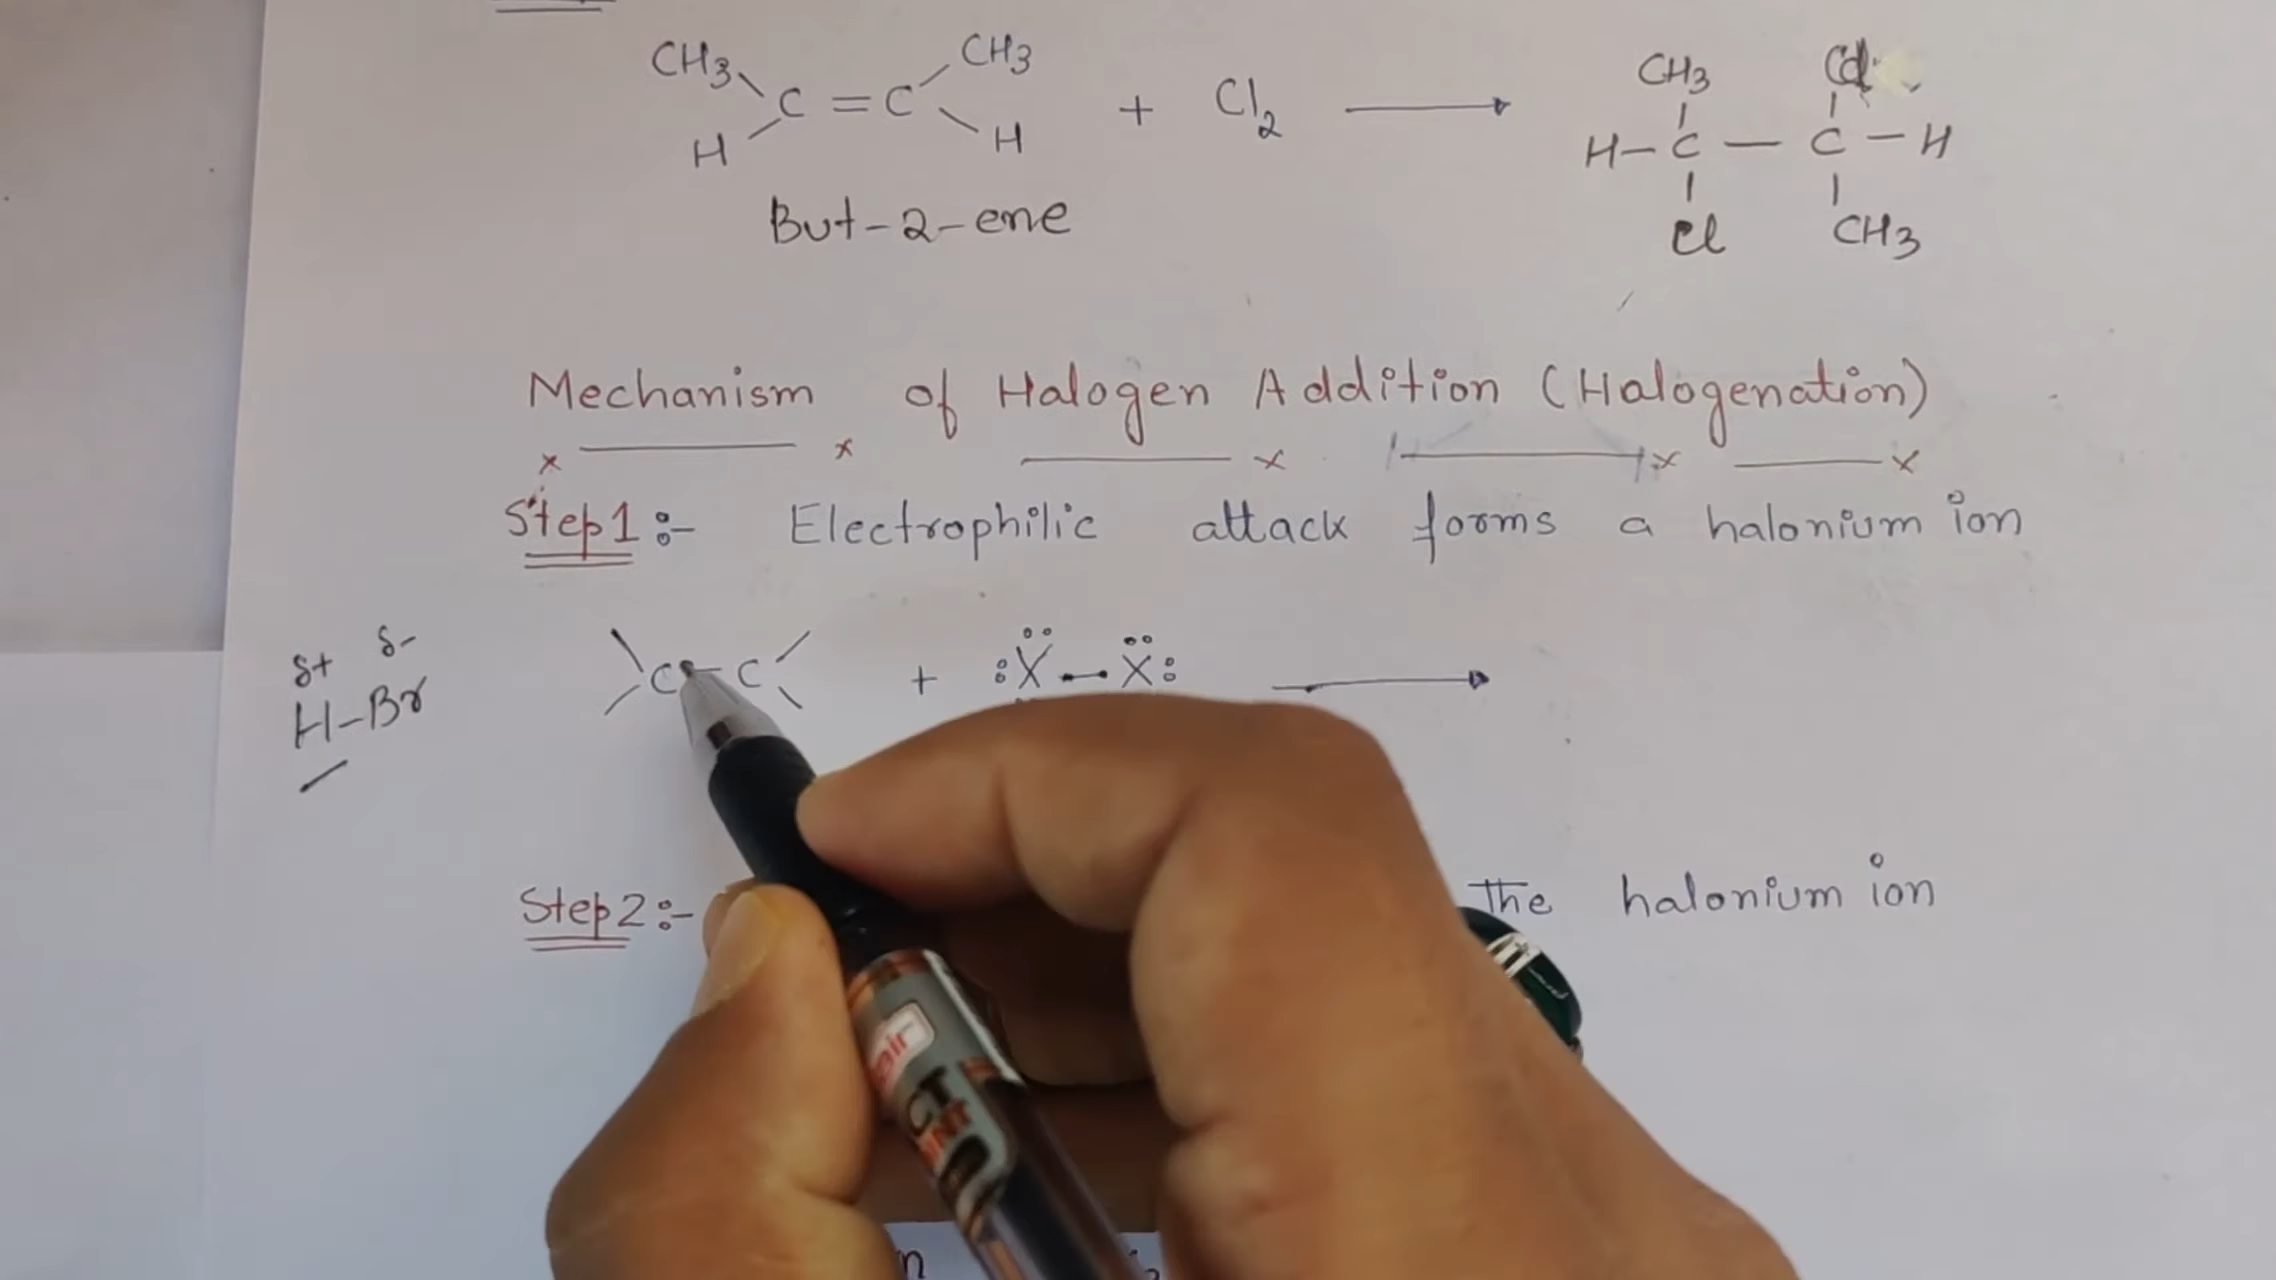 CH3 CH3 CH3 Cl
C = C + Cl2 H-C — C-H
H H
But-2-ene Cl CH3
Mechanism of Halogen Addition (Halogenation)
Step1:- Electrophilic attack forms a halonium ion
δ+ δ-
H-Br C-C + :X-X:
Step2:- The halonium ion